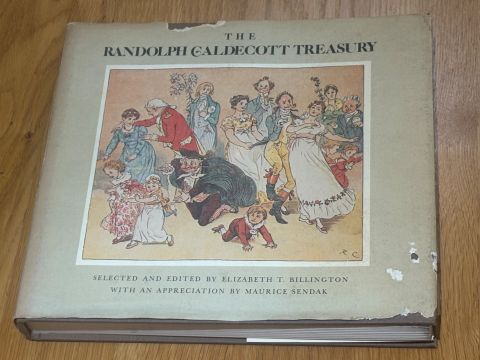 THE
RANDOLPH CALDECOTT TREASURY
R C
SELECTED AND EDITED BY ELIZABETH T. BILLINGTON
WITH AN APPRECIATION BY MAURICE SENDAK